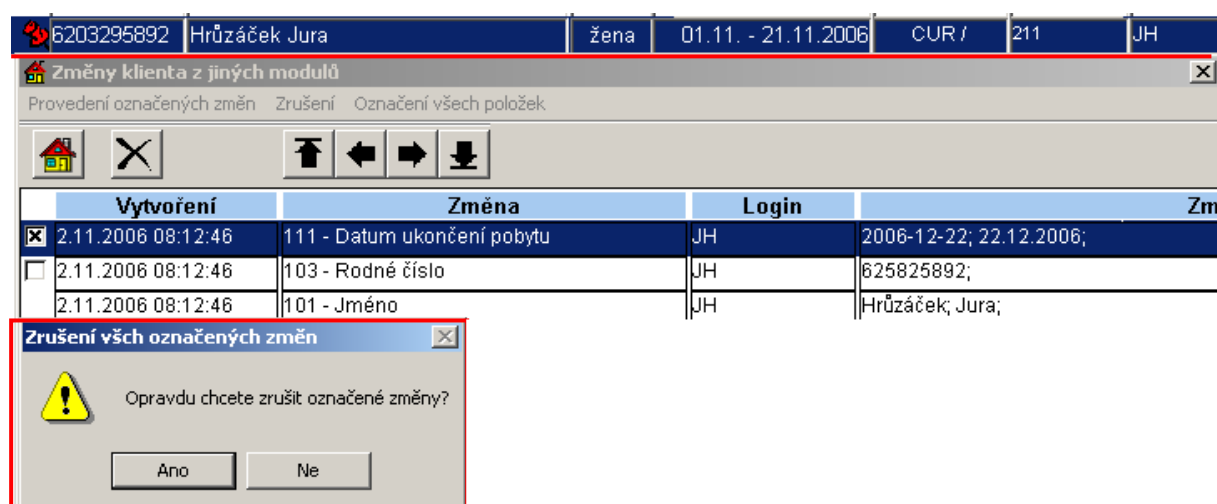 6203295892 Hrůzáček Jura žena 01.11. - 21.11.2006 CUR / 211 JH
Změny klienta z jiných modulů
Provedení označených změn Zrušení Označení všech položek
Vytvoření Změna Login Zm
2.11.2006 08:12:46 111 - Datum ukončení pobytu JH 2006-12-22; 22.12.2006;
2.11.2006 08:12:46 103 - Rodné číslo JH 625825892;
2.11.2006 08:12:46 101 - Jméno JH Hrůzáček; Jura;
Zrušení všch označených změn
Opravdu chcete zrušit označené změny?
Ano Ne